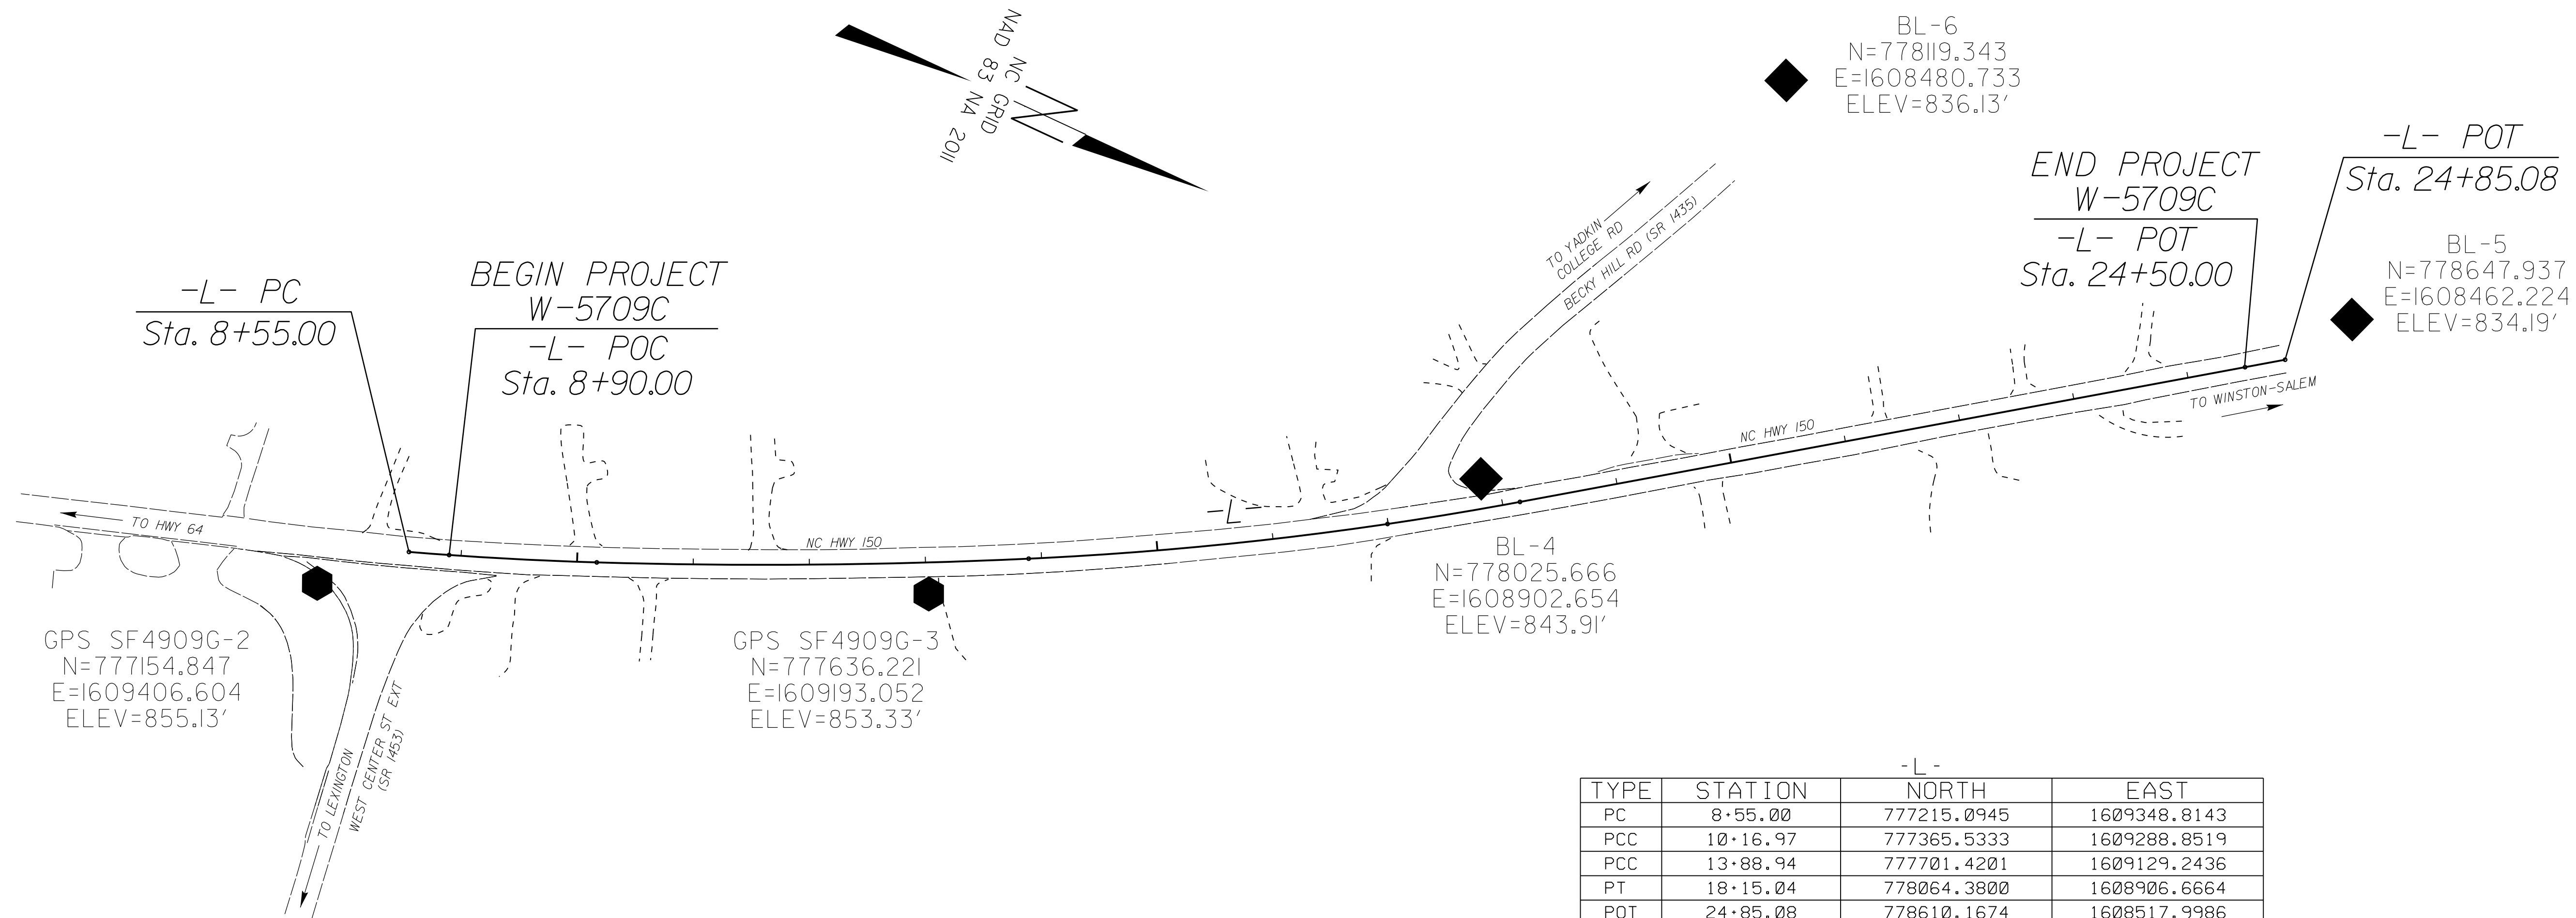 NC GRID
NAD 83 NA 2011
BL-6
N=778119.343
E=1608480.733
ELEV=836.13'
-L- POT
Sta. 24+85.08
END PROJECT
W-5709C
-L- POT
Sta. 24+50.00
BL-5
N=778647.937
E=1608462.224
ELEV=834.19'
TO YADKIN
COLLEGE RD
BECKY HILL RD (SR 1435)
-L- PC
Sta. 8+55.00
BEGIN PROJECT
W-5709C
-L- POC
Sta. 8+90.00
TO WINSTON-SALEM
NC HWY 150
-L-
TO HWY 64
NC HWY 150
BL-4
N=778025.666
E=1608902.654
ELEV=843.91'
GPS SF4909G-2
N=777154.847
E=1609406.604
ELEV=855.13'
GPS SF4909G-3
N=777636.221
E=1609193.052
ELEV=853.33'
TO LEXINGTON
WEST CENTER ST EXT
(SR 1453)
-L-
TYPE STATION NORTH EAST
PC 8+55.00 777215.0945 1609348.8143
PCC 10+16.97 777365.5333 1609288.8519
PCC 13+88.94 777701.4201 1609129.2436
PT 18+15.04 778064.3800 1608906.6664
POT 24+85.08 778610.1674 1608517.9986